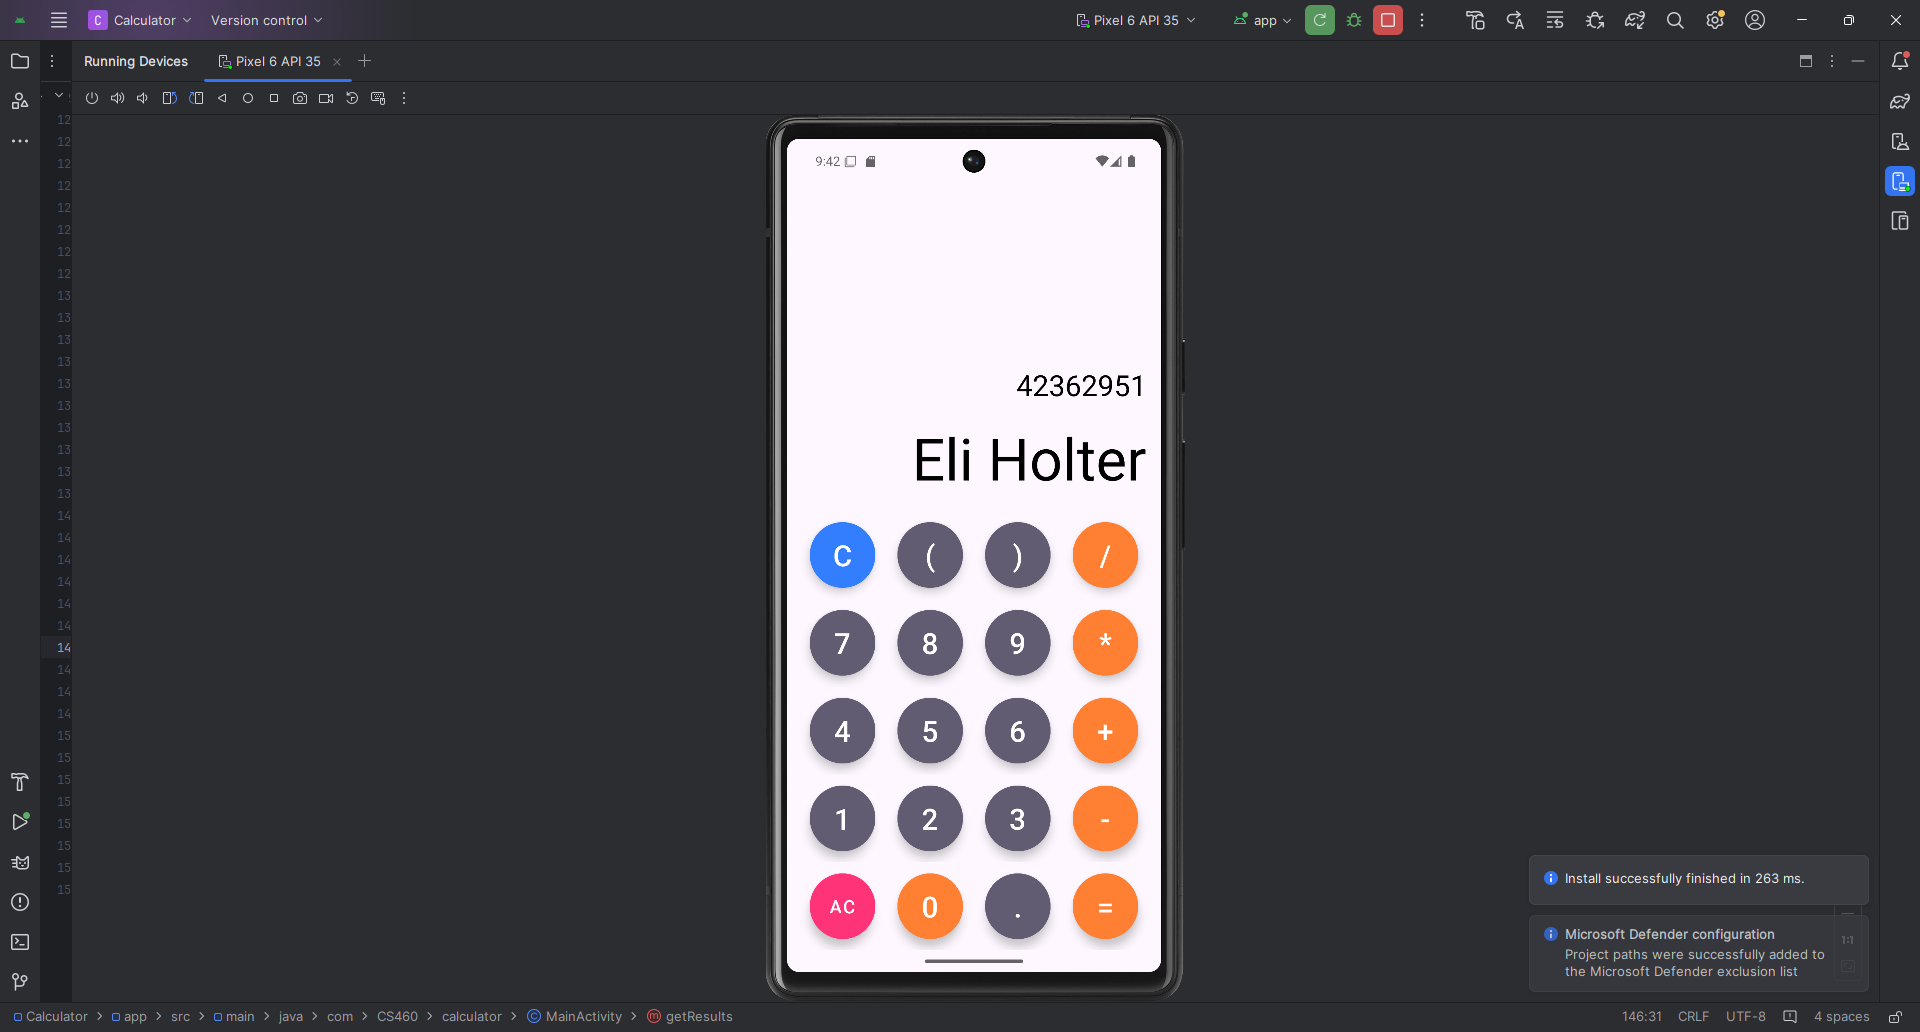 C Calculator Version control Pixel 6 API 35 app
Running Devices Pixel 6 API 35
9:42
42362951
Eli Holter
C ( ) /
7 8 9 *
4 5 6 +
1 2 3 -
AC 0 . =
12
12
12
12
12
12
12
12
13
13
13
13
13
13
13
13
13
13
14
14
14
14
14
14
14
14
14
14
15
15
15
15
15
15
15
15
Install successfully finished in 263 ms.
Microsoft Defender configuration
Project paths were successfully added to
the Microsoft Defender exclusion list
1:1
Calculator > app > src > main > java > com > CS460 > calculator > MainActivity > getResults
146:31 CRLF UTF-8 4 spaces